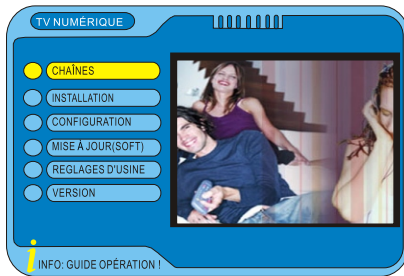 TV NUMÉRIQUE
CHAÎNES
INSTALLATION
CONFIGURATION
MISE À JOUR(SOFT)
REGLAGES D'USINE
VERSION
i INFO: GUIDE OPÉRATION !